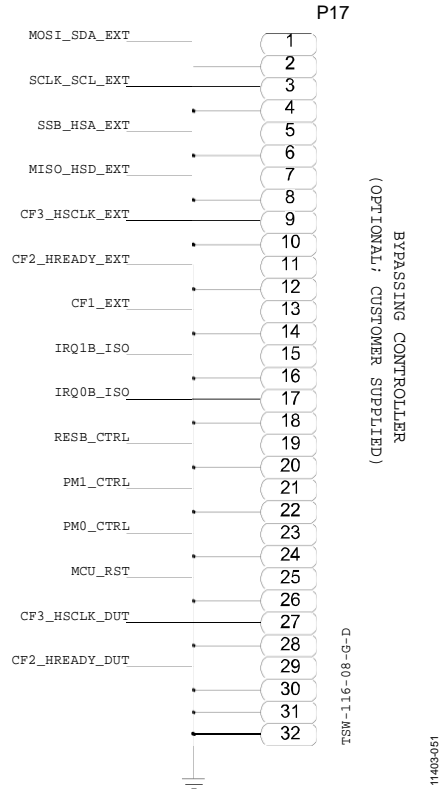 P17
MOSI_SDA_EXT
1
2
SCLK_SCL_EXT
3
4
SSB_HSA_EXT
5
6
MISO_HSD_EXT
7
8
CF3_HSCLK_EXT
9
10
CF2_HREADY_EXT
11
12
CF1_EXT
13
14
IRQ1B_ISO
15
16
IRQ0B_ISO
17
18
RESB_CTRL
19
20
PM1_CTRL
21
22
PM0_CTRL
23
24
MCU_RST
25
26
CF3_HSCLK_DUT
27
28
CF2_HREADY_DUT
29
30
31
32
BYPASSING CONTROLLER
(OPTIONAL; CUSTOMER SUPPLIED)
TSW-116-08-G-D
11403-051